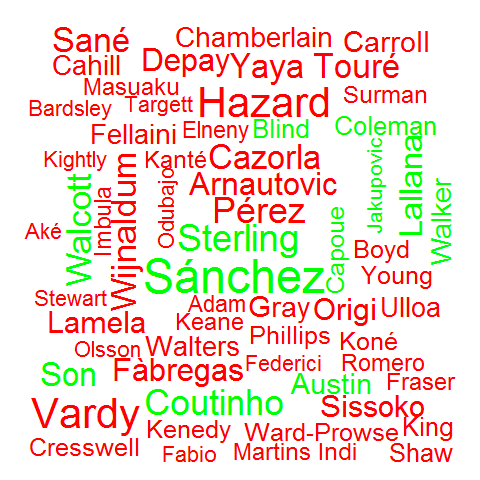 Sané
Chamberlain
Carroll
Cahill
Depay
Yaya Touré
Masuaku
Bardsley
Targett
Hazard
Surman
Fellaini
Elneny
Blind
Coleman
Kightly
Kanté
Cazorla
Jakupovic
Lallana
Walcott
Imbula
Wijnaldum
Odubajo
Arnautovic
Pérez
Walker
Aké
Sterling
Capoue
Boyd
Sánchez
Young
Stewart
Adam
Gray
Origi
Ulloa
Lamela
Keane
Phillips
Koné
Olsson
Walters
Federici
Romero
Son
Fàbregas
Austin
Fraser
Vardy
Coutinho
Sissoko
Kenedy
Ward-Prowse
King
Cresswell
Fabio
Martins Indi
Shaw